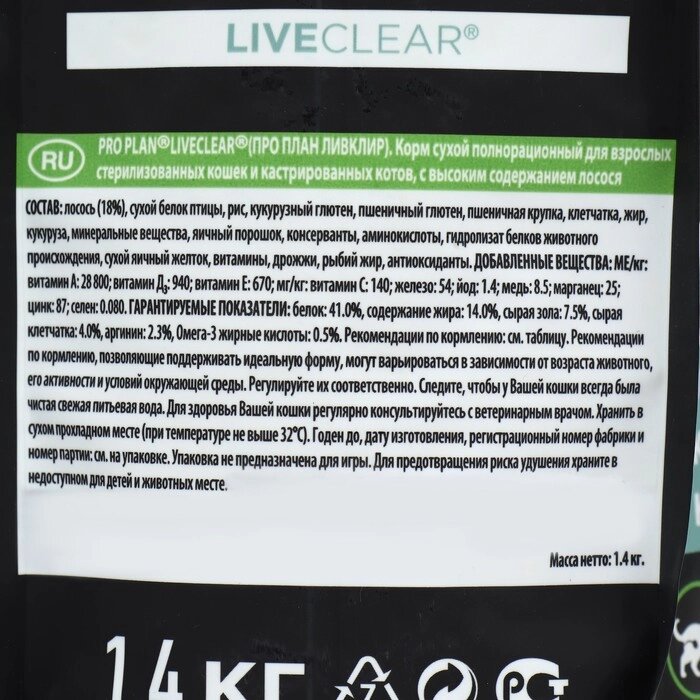 LIVECLEAR®
RU
PRO PLAN®LIVECLEAR®(ПРО ПЛАН ЛИВКЛИР). Корм сухой полнорационный для взрослых
стерилизованных кошек и кастрированных котов, с высоким содержанием лосося
СОСТАВ: лосось (18%), сухой белок птицы, рис, кукурузный глютен, пшеничный глютен, пшеничная крупка, клетчатка, жир,
кукуруза, минеральные вещества, яичный порошок, консерванты, аминокислоты, гидролизат белков животного
происхождения, сухой яичный желток, витамины, дрожжи, рыбий жир, антиоксиданты. ДОБАВЛЕННЫЕ ВЕЩЕСТВА: МЕ/кг:
витамин А: 28 800; витамин Д₃: 940; витамин Е: 670; мг/кг: витамин С: 140; железо: 54; йод: 1.4; медь: 8.5; марганец: 25;
цинк: 87; селен: 0.080. ГАРАНТИРУЕМЫЕ ПОКАЗАТЕЛИ: белок: 41.0%, содержание жира: 14.0%, сырая зола: 7.5%, сырая
клетчатка: 4.0%, аргинин: 2.3%, Омега-3 жирные кислоты: 0.5%. Рекомендации по кормлению: см. таблицу. Рекомендации
по кормлению, позволяющие поддерживать идеальную форму, могут варьироваться в зависимости от возраста животного,
его активности и условий окружающей среды. Регулируйте их соответственно. Следите, чтобы у Вашей кошки всегда была
чистая свежая питьевая вода. Для здоровья Вашей кошки регулярно консультируйтесь с ветеринарным врачом. Хранить в
сухом прохладном месте (при температуре не выше 32°C). Годен до, дату изготовления, регистрационный номер фабрики и
номер партии: см. на упаковке. Упаковка не предназначена для игры. Для предотвращения риска удушения храните в
недоступном для детей и животных месте.
Масса нетто: 1.4 кг.
1.4 КГ
РСТ